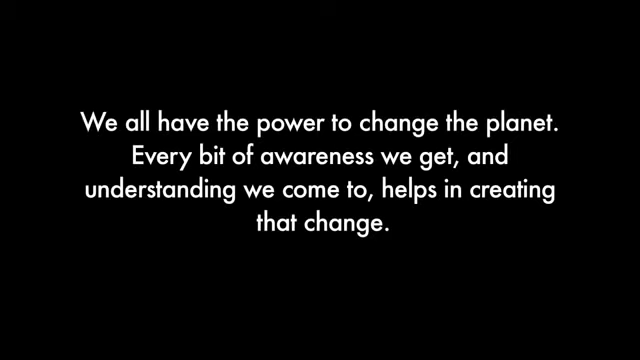 We all have the power to change the planet.
Every bit of awareness we get, and
understanding we come to, helps in creating
that change.